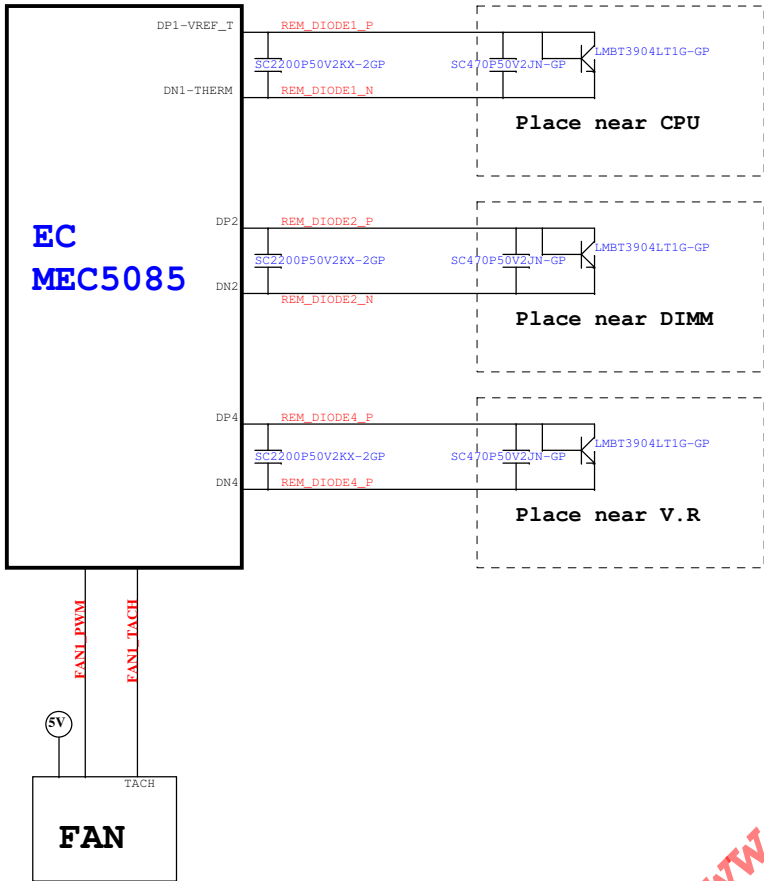 DP1-VREF_T
REM_DIODE1_P
SC2200P50V2KX-2GP
SC470P50V2JN-GP
LMBT3904LT1G-GP
DN1-THERM
REM_DIODE1_N
Place near CPU
EC
MEC5085
DP2
REM_DIODE2_P
SC2200P50V2KX-2GP
SC470P50V2JN-GP
LMBT3904LT1G-GP
DN2
REM_DIODE2_N
Place near DIMM
DP4
REM_DIODE4_P
SC2200P50V2KX-2GP
SC470P50V2JN-GP
LMBT3904LT1G-GP
DN4
REM_DIODE4_P
Place near V.R
FAN1_PWM
FAN1_TACH
5V
TACH
FAN
ww